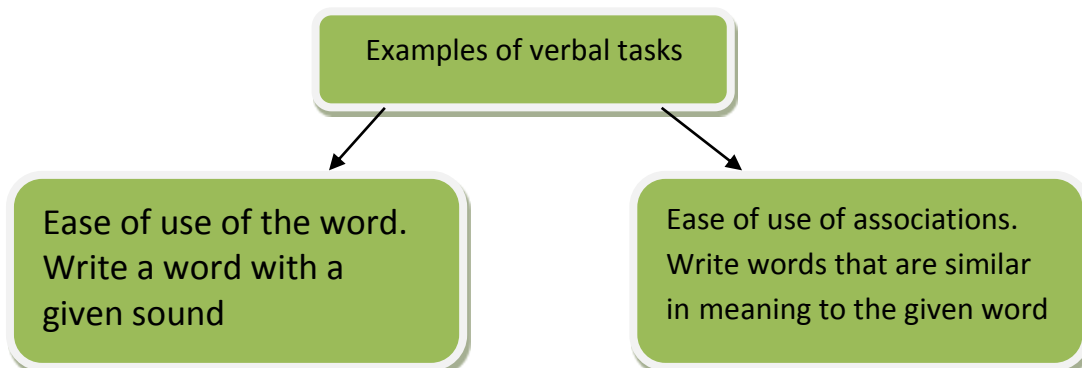 Examples of verbal tasks
Ease of use of the word.
Write a word with a
given sound
Ease of use of associations.
Write words that are similar
in meaning to the given word